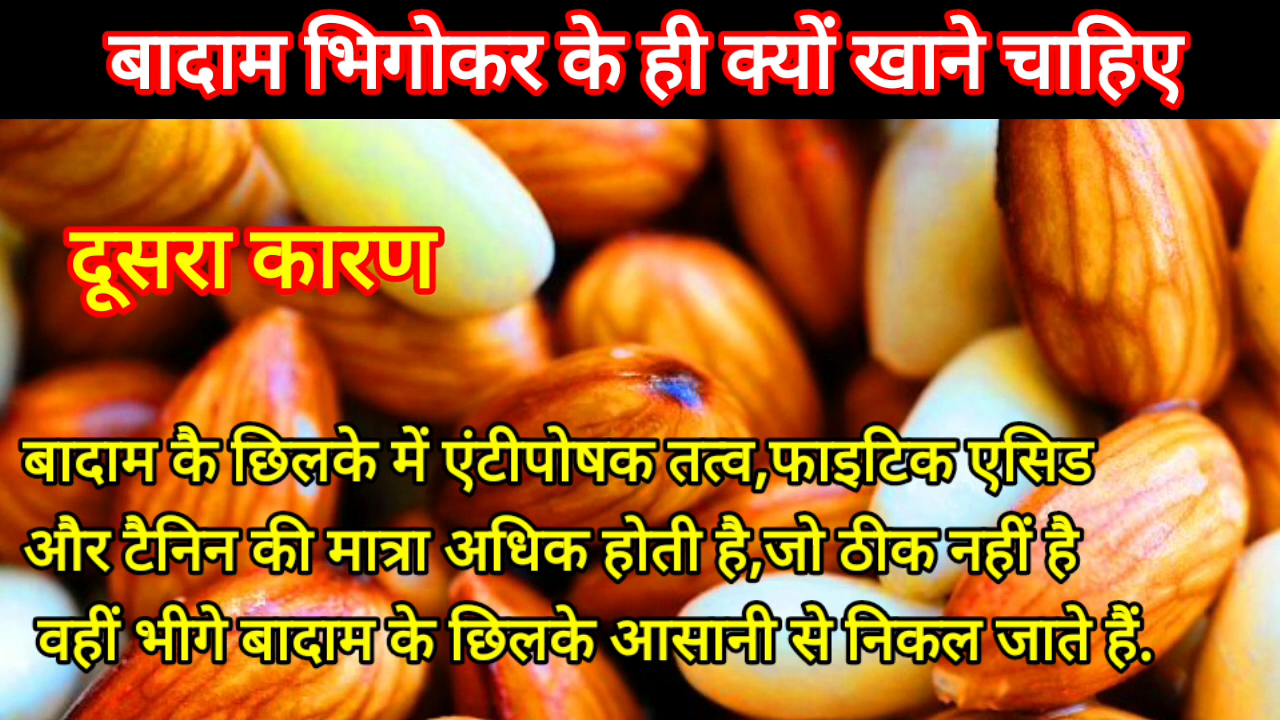 बादाम भिगोकर के ही क्यों खाने चाहिए
दूसरा कारण
बादाम कै छिलके में एंटीपोषक तत्व,फाइटिक एसिड
और टैनिन की मात्रा अधिक होती है,जो ठीक नहीं है
वहीं भीगे बादाम के छिलके आसानी से निकल जाते हैं.